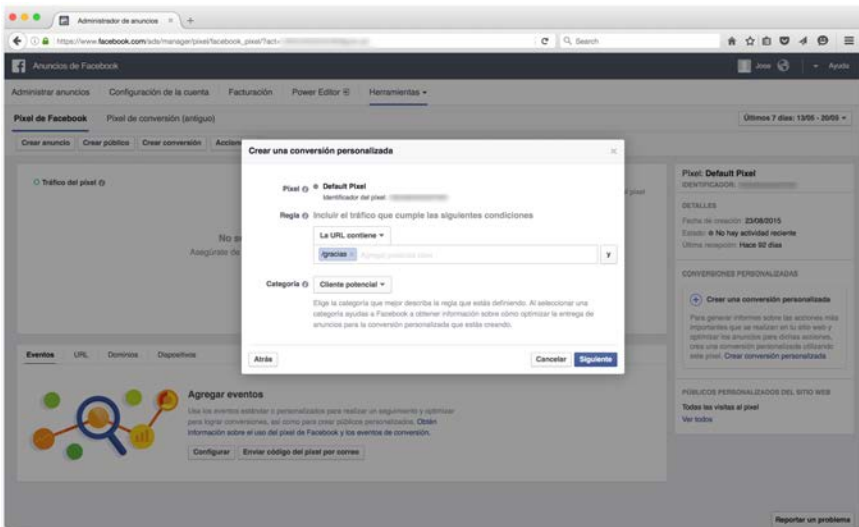 Administrador de anuncios
https://www.facebook.com/ads/manager/pixel/facebook_pixel/?act=
Search
Anuncios de Facebook
Jose
Ayuda
Administrar anuncios Configuración de la cuenta Facturación Power Editor Herramientas
Píxel de Facebook Píxel de conversión (antiguo)
Últimos 7 días: 13/05 - 20/05
Crear anuncio Crear público Crear conversión
Tráfico del píxel
Crear una conversión personalizada
Píxel Default Pixel
Identificador del píxel:
Regla Incluir el tráfico que cumple las siguientes condiciones
La URL contiene
/gracias
y
Categoría Cliente potencial
Elige la categoría que mejor describa la regla que estás definiendo. Al seleccionar una
categoría ayudas a Facebook a obtener información sobre cómo optimizar la entrega de
anuncios para la conversión personalizada que estás creando.
Atrás Cancelar Siguiente
Píxel: Default Pixel
IDENTIFICADOR:
DETALLES
Fecha de creación: 23/08/2015
Estado: No hay actividad reciente
Última recepción: Hace 92 días
CONVERSIONES PERSONALIZADAS
Crear una conversión personalizada
Para generar informes sobre las acciones más
importantes que se realizan en tu sitio web y
optimizar los anuncios para dichas acciones,
crea una conversión personalizada utilizando
este píxel. Crear conversión personalizada
PÚBLICOS PERSONALIZADOS DEL SITIO WEB
Todas las visitas al píxel
Ver todos
Eventos URL Dominios Dispositivos
Agregar eventos
Usa los eventos estándar o personalizados para realizar un seguimiento y optimizar
para lograr conversiones, así como para crear públicos personalizados. Obtén
información sobre el uso del píxel de Facebook y los eventos de conversión.
Configurar Enviar código del píxel por correo
Reportar un problema